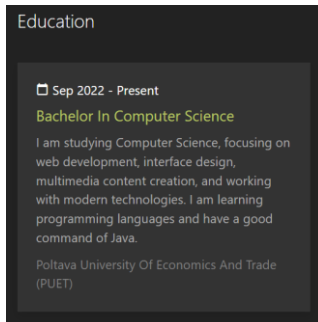 Education
Sep 2022 - Present
Bachelor In Computer Science
I am studying Computer Science, focusing on
web development, interface design,
multimedia content creation, and working
with modern technologies. I am learning
programming languages and have a good
command of Java.
Poltava University Of Economics And Trade
(PUET)